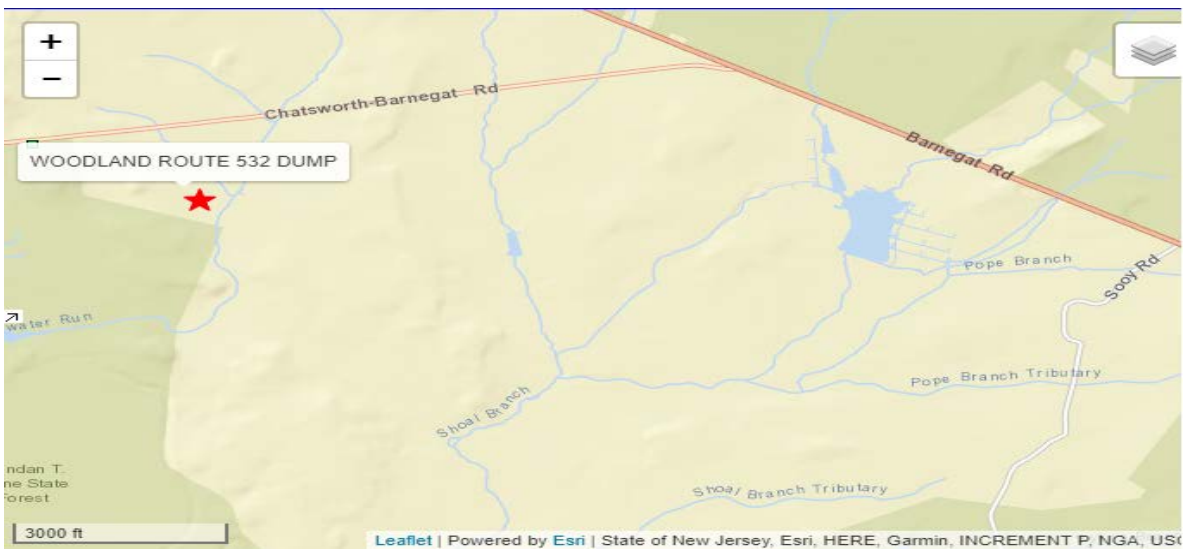 +
−
Chatsworth-Barnegat Rd
Barnegat Rd
WOODLAND ROUTE 532 DUMP
Pope Branch
Sooy Rd
water Run
Pope Branch Tributary
Shoal Branch
ndan T.
ne State
Forest
Shoal Branch Tributary
3000 ft
Leaflet | Powered by Esri | State of New Jersey, Esri, HERE, Garmin, INCREMENT P, NGA, USG